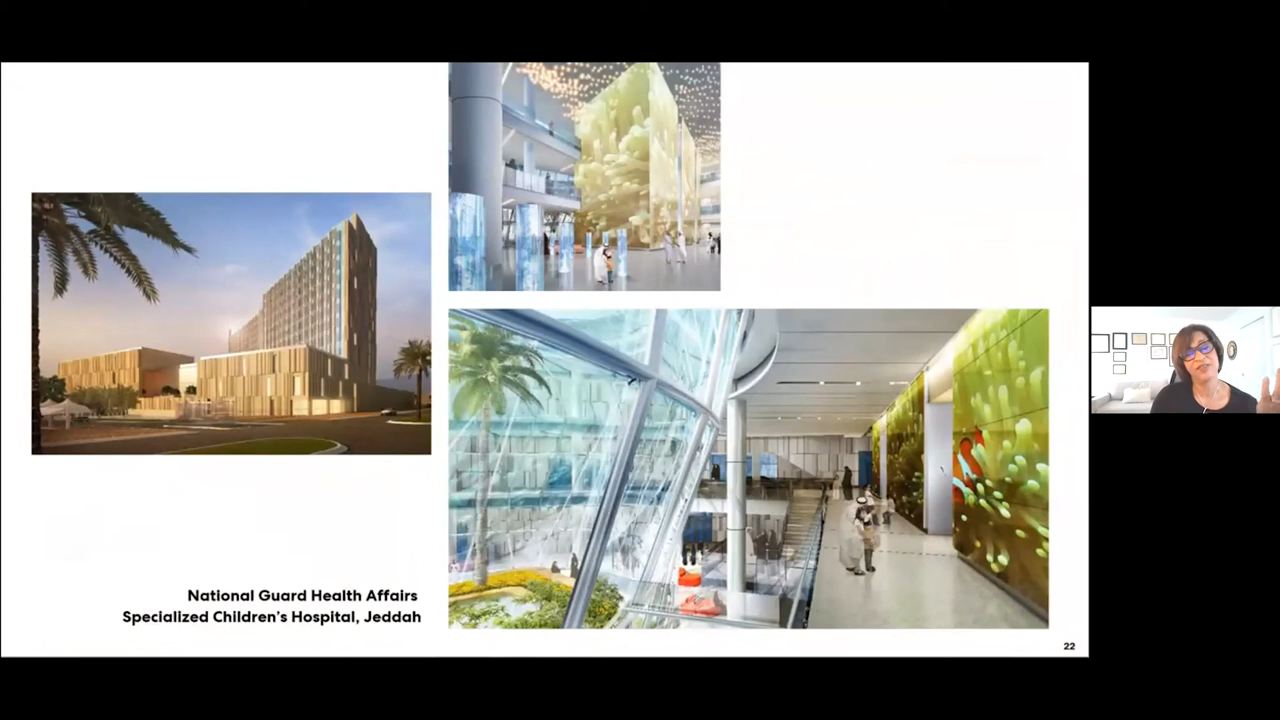 National Guard Health Affairs
Specialized Children's Hospital, Jeddah
22